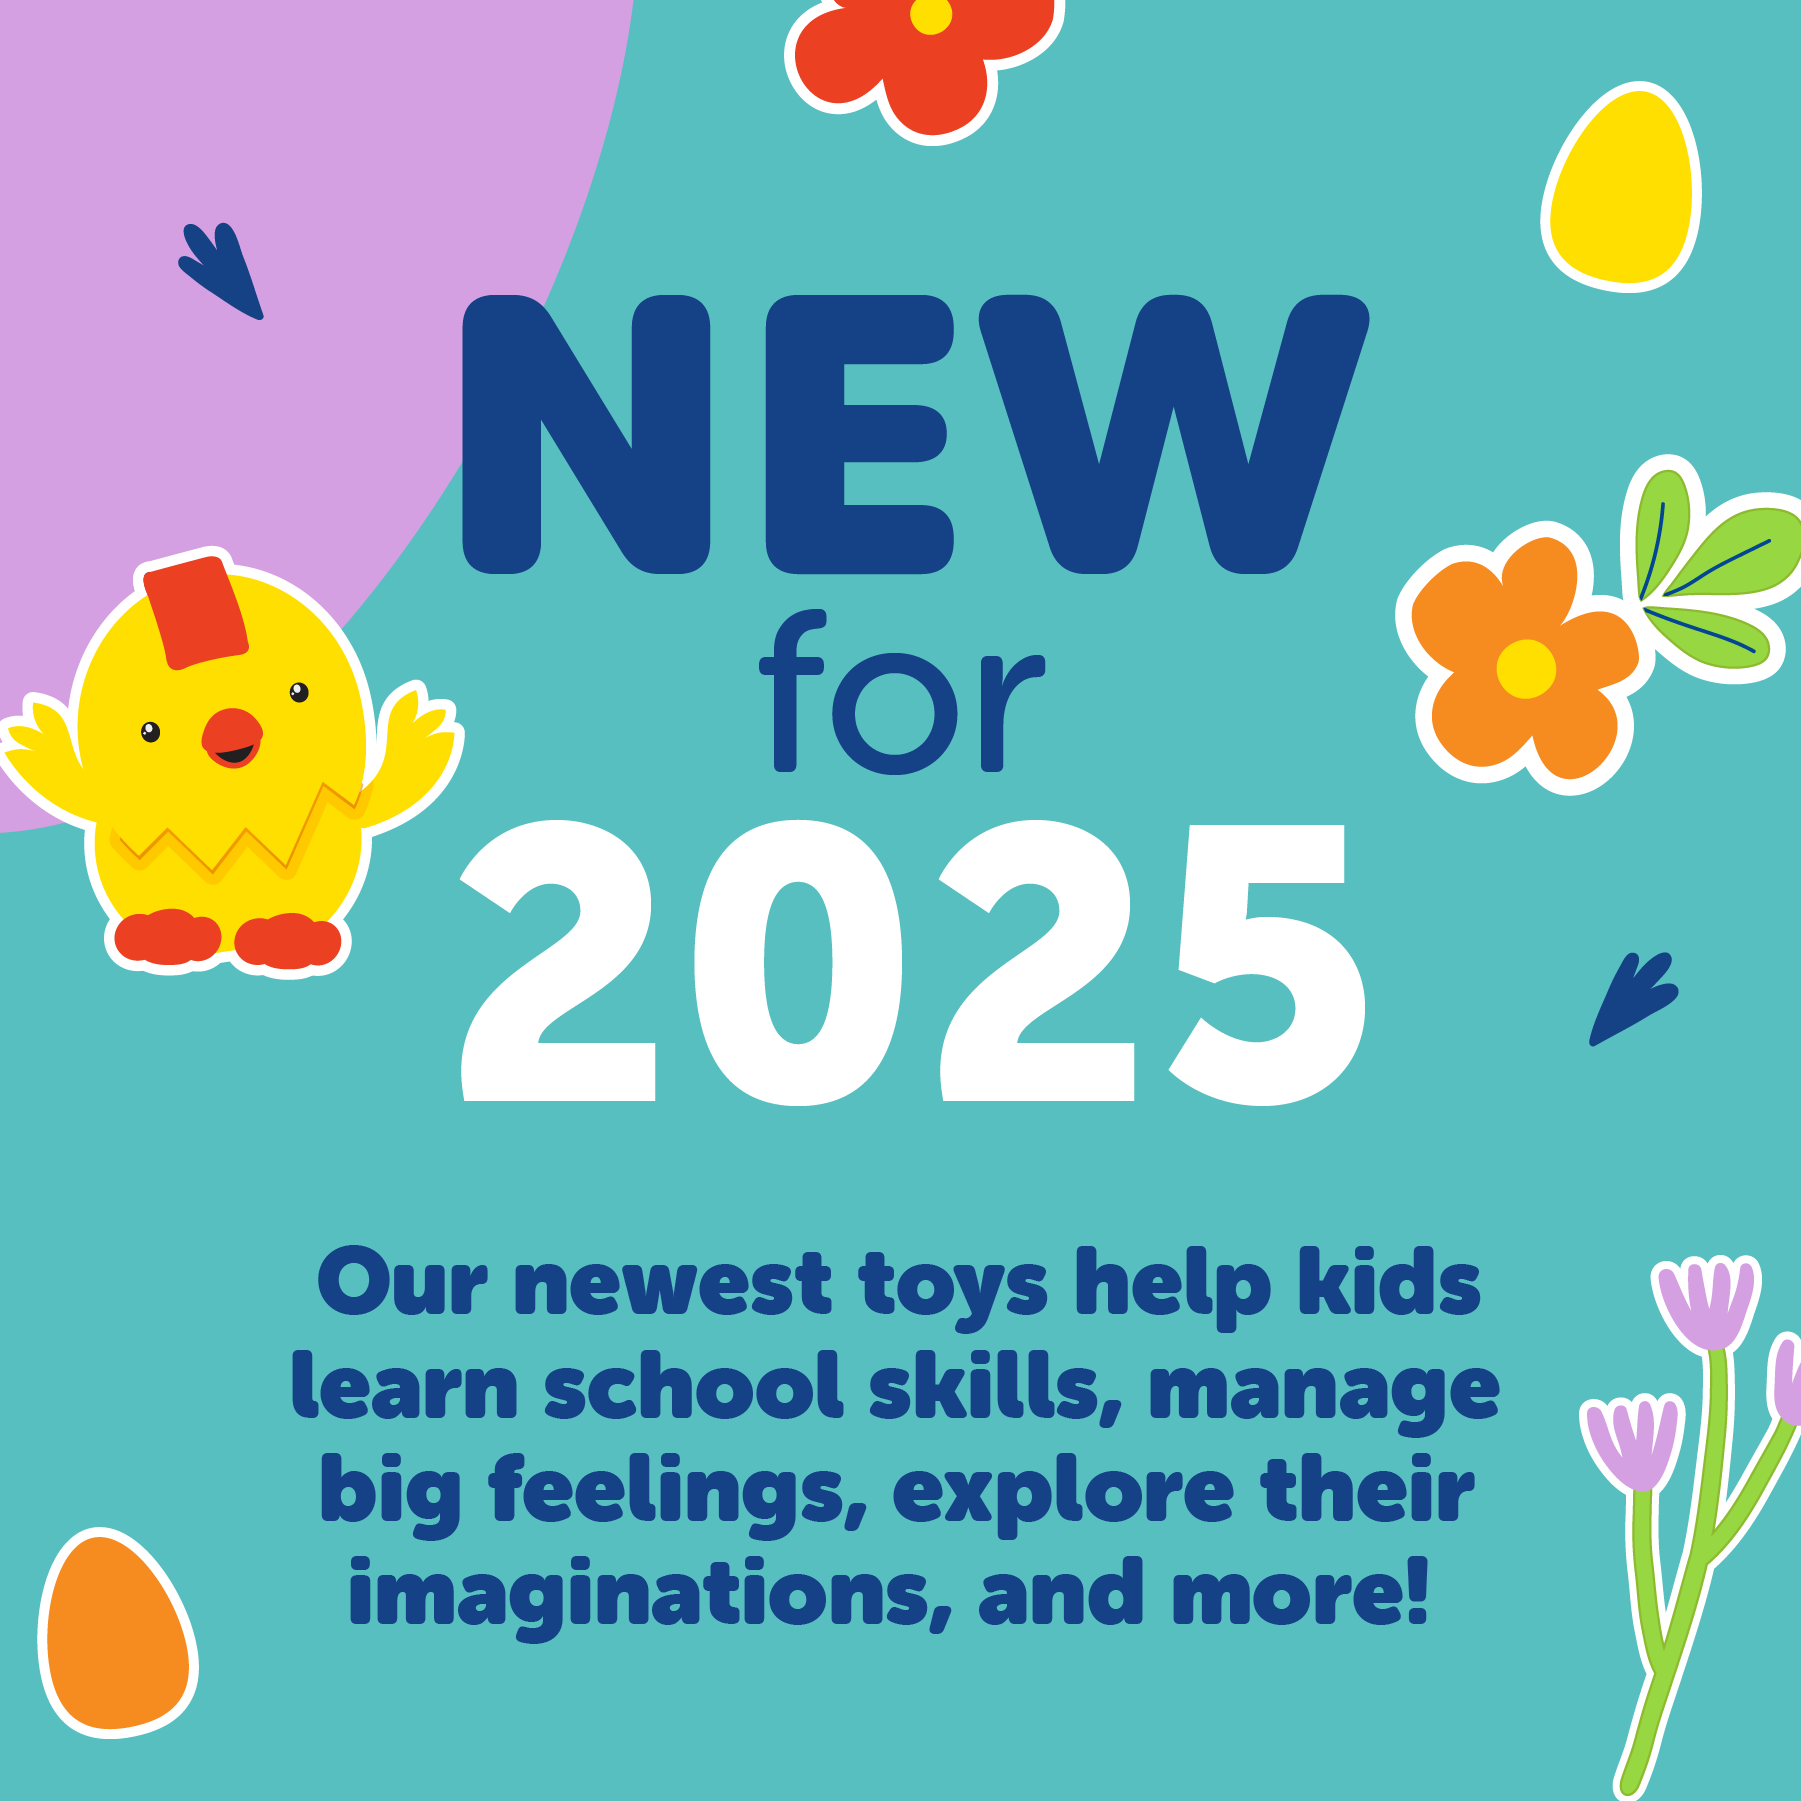 NEW
for
2025
Our newest toys help kids
learn school skills, manage
big feelings, explore their
imaginations, and more!